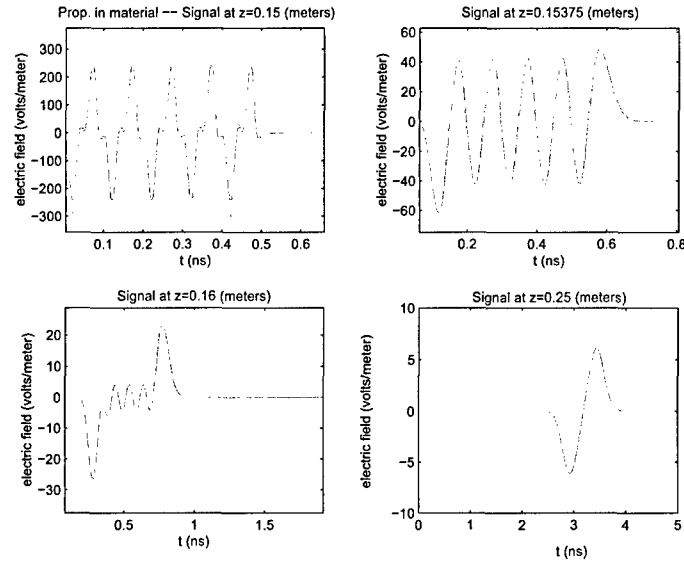 Prop. in material −− Signal at z=0.15 (meters)
electric field (volts/meter)
300
200
100
0
−100
−200
−300
0.1 0.2 0.3 0.4 0.5 0.6
t (ns)
Signal at z=0.15375 (meters)
electric field (volts/meter)
60
40
20
0
−20
−40
−60
0.2 0.4 0.6 0.8
t (ns)
Signal at z=0.16 (meters)
electric field (volts/meter)
20
10
0
−10
−20
−30
0.5 1 1.5
t (ns)
Signal at z=0.25 (meters)
electric field (volts/meter)
10
5
0
−5
−10
0 1 2 3 4 5
t (ns)